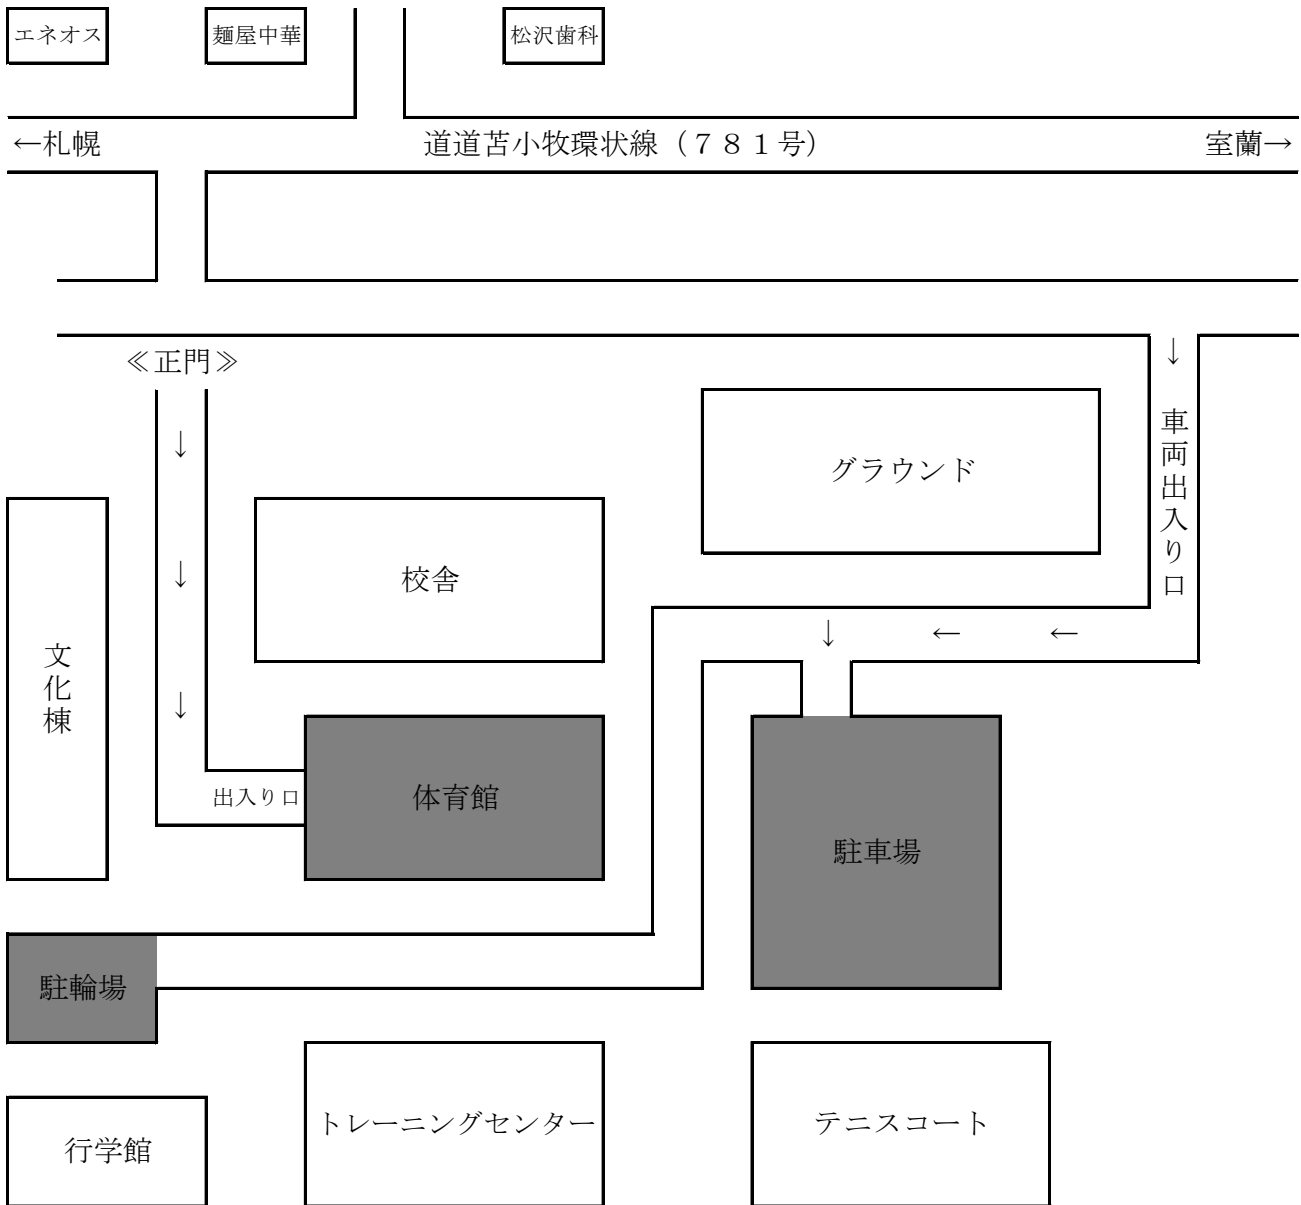 エネオス
麺屋中華
松沢歯科
←札幌
道道苫小牧環状線（７８１号）
室蘭→
≪正門≫
↓
↓
グラウンド
車両出入り口
↓
校舎
↓
←
←
文化棟
↓
出入り口
体育館
駐車場
駐輪場
トレーニングセンター
テニスコート
行学館
↓